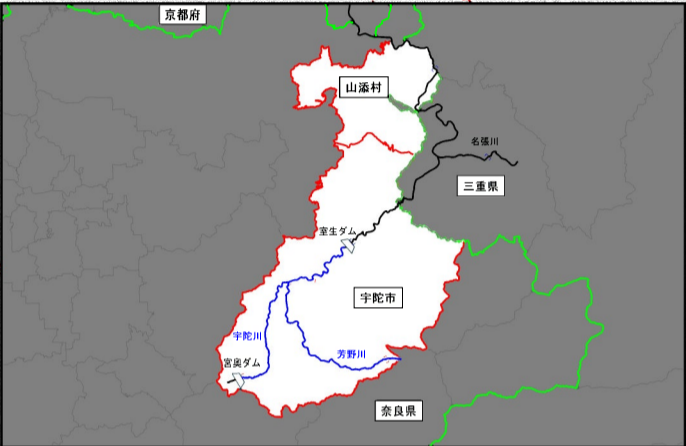 京都府
山添村
名張川
三重県
室生ダム
宇陀市
宇陀川
芳野川
宮奥ダム
奈良県